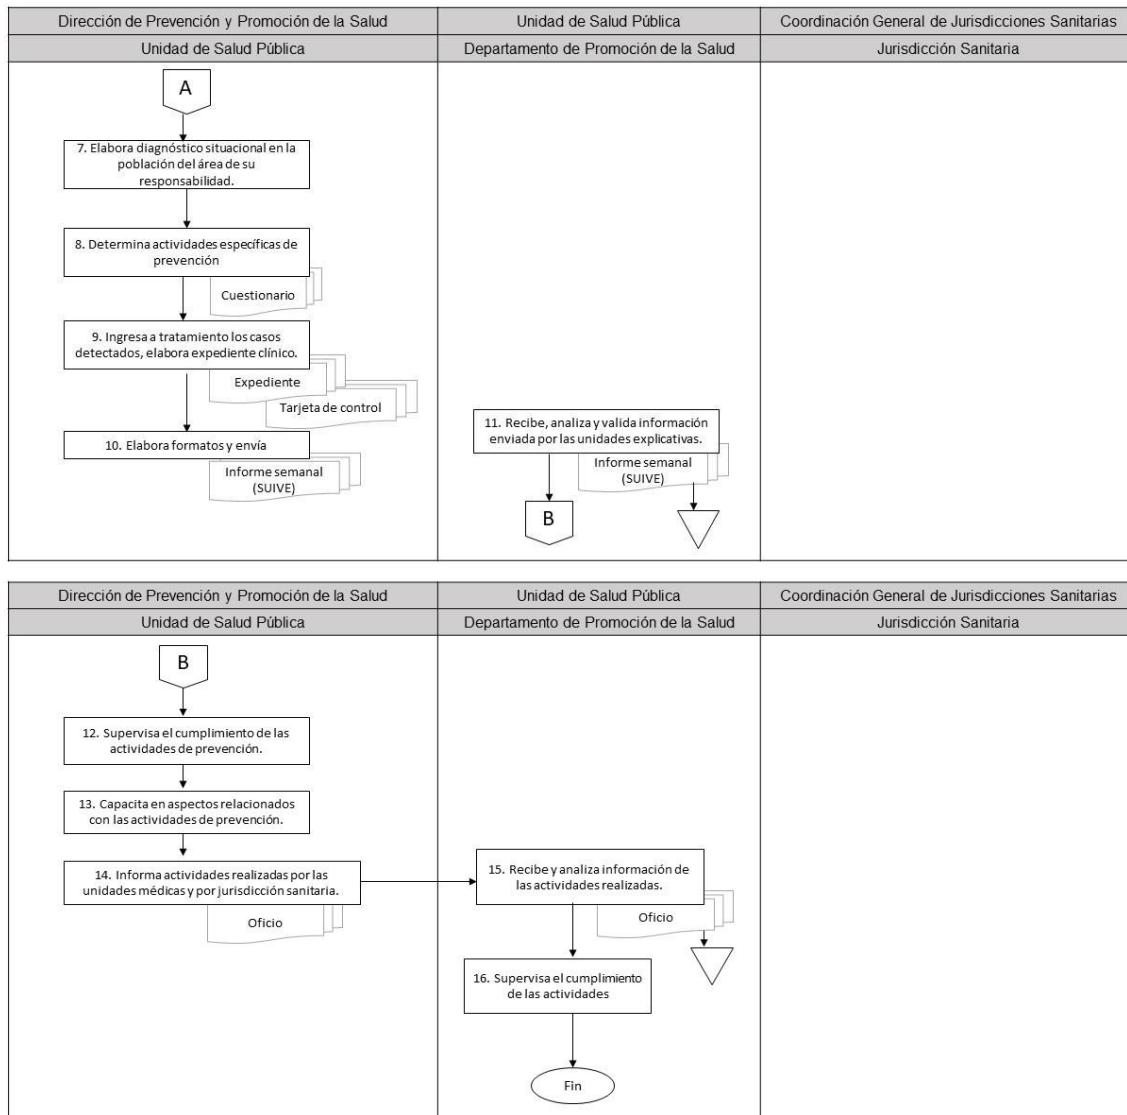 Dirección de Prevención y Promoción de la Salud
Unidad de Salud Pública
Coordinación General de Jurisdicciones Sanitarias
Unidad de Salud Pública
Departamento de Promoción de la Salud
Jurisdicción Sanitaria
A
7. Elabora diagnóstico situacional en la
población del área de su
responsabilidad.
8. Determina actividades específicas de
prevención
Cuestionario
9. Ingresa a tratamiento los casos
detectados, elabora expediente clínico.
Expediente
Tarjeta de control
10. Elabora formatos y envía
Informe semanal
(SUIVE)
11. Recibe, analiza y valida información
enviada por las unidades explicativas.
Informe semanal
(SUIVE)
B
Dirección de Prevención y Promoción de la Salud
Unidad de Salud Pública
Coordinación General de Jurisdicciones Sanitarias
Unidad de Salud Pública
Departamento de Promoción de la Salud
Jurisdicción Sanitaria
B
12. Supervisa el cumplimiento de las
actividades de prevención.
13. Capacita en aspectos relacionados
con las actividades de prevención.
14. Informa actividades realizadas por las
unidades médicas y por jurisdicción sanitaria.
Oficio
15. Recibe y analiza información de
las actividades realizadas.
Oficio
16. Supervisa el cumplimiento
de las actividades
Fin